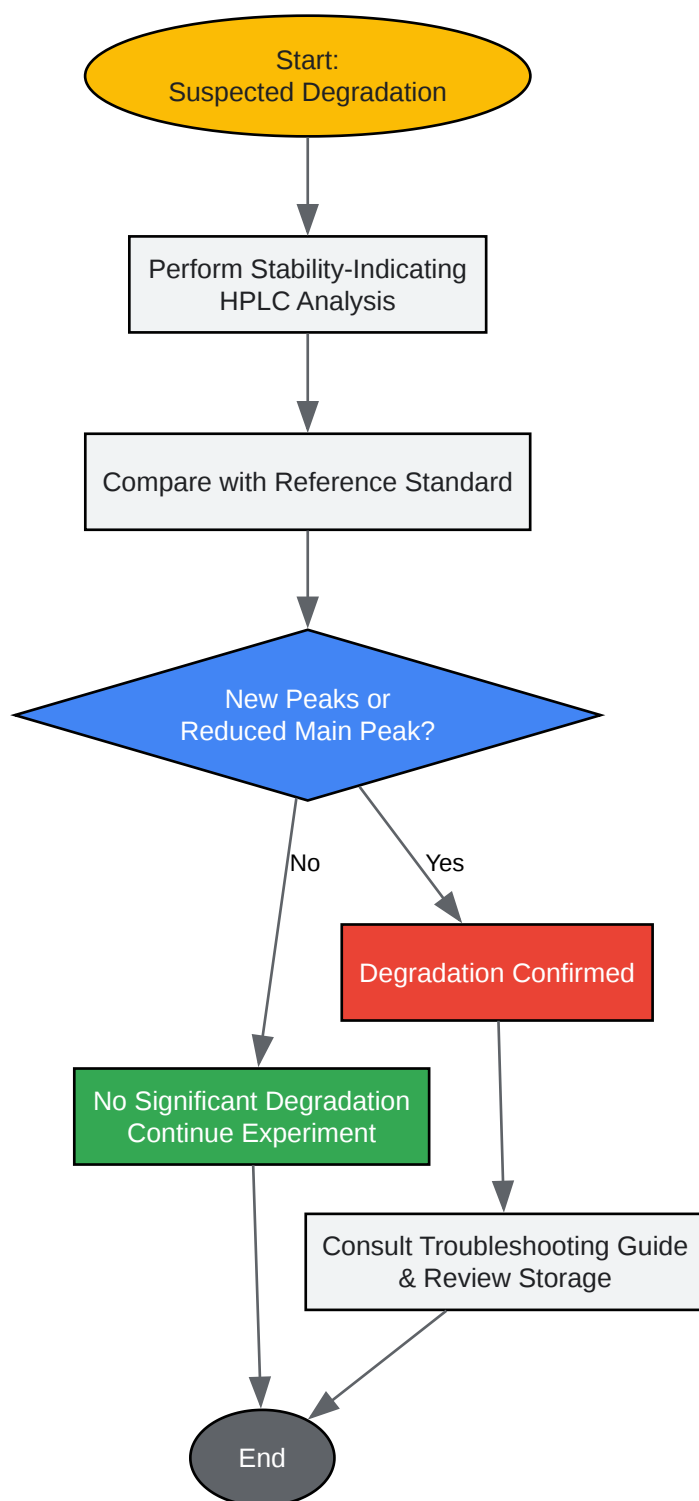 Start:
Suspected Degradation
Perform Stability-Indicating
HPLC Analysis
Compare with Reference Standard
New Peaks or
Reduced Main Peak?
No
Yes
Degradation Confirmed
No Significant Degradation
Continue Experiment
Consult Troubleshooting Guide
& Review Storage
End